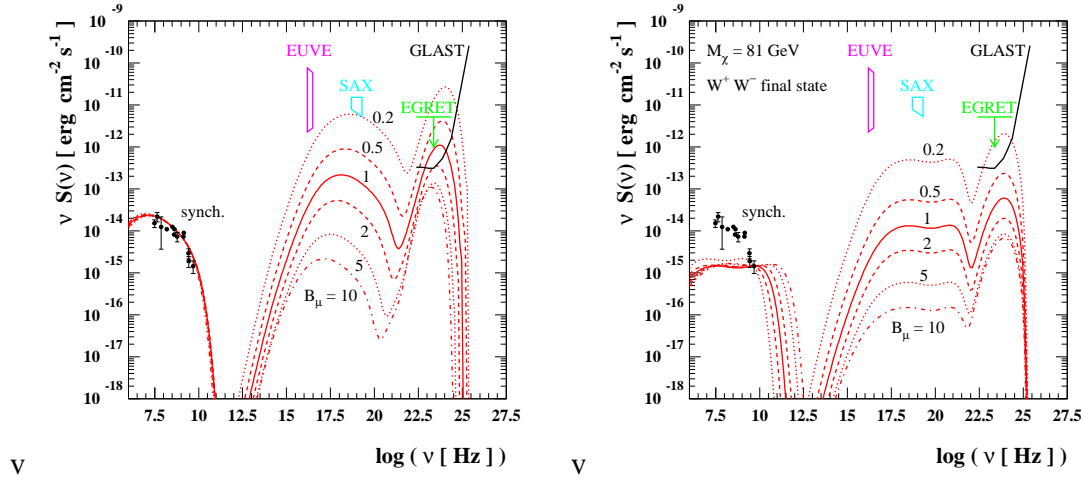 ν S(ν) [ erg cm-2 s-1 ]
10 -9
10 -10
10 -11
10 -12
10 -13
10 -14
10 -15
10 -16
10 -17
10 -18
EUVE
GLAST
SAX
EGRET
0.2
0.5
1
synch.
2
5
Bμ = 10
7.5 10 12.5 15 17.5 20 22.5 25 27.5
log ( ν [ Hz ] )
v
ν S(ν) [ erg cm-2 s-1 ]
10 -9
10 -10
10 -11
10 -12
10 -13
10 -14
10 -15
10 -16
10 -17
10 -18
Mχ = 81 GeV
EUVE
GLAST
W+ W- final state
SAX
EGRET
0.2
0.5
synch.
1
2
5
Bμ = 10
7.5 10 12.5 15 17.5 20 22.5 25 27.5
log ( ν [ Hz ] )
v